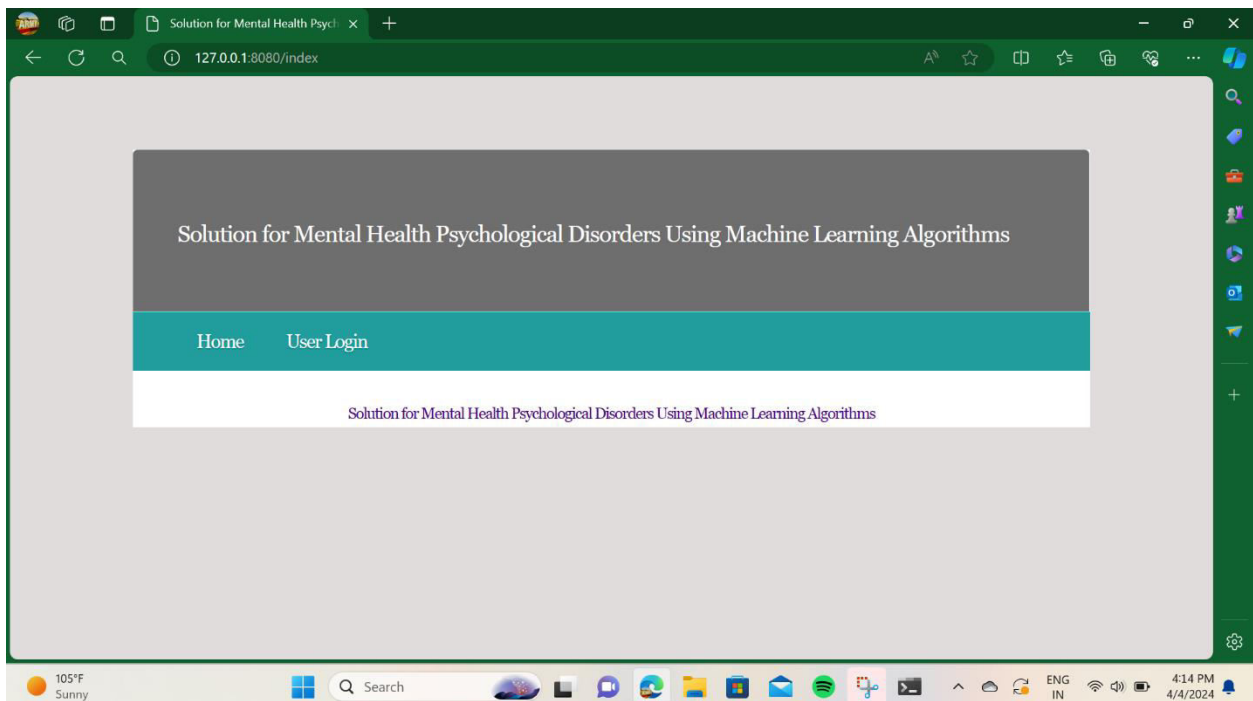 Solution for Mental Health Psych
127.0.0.1:8080/index
Solution for Mental Health Psychological Disorders Using Machine Learning Algorithms
Home User Login
Solution for Mental Health Psychological Disorders Using Machine Learning Algorithms
105°F
Sunny
Search
ENG
IN
4:14 PM
4/4/2024